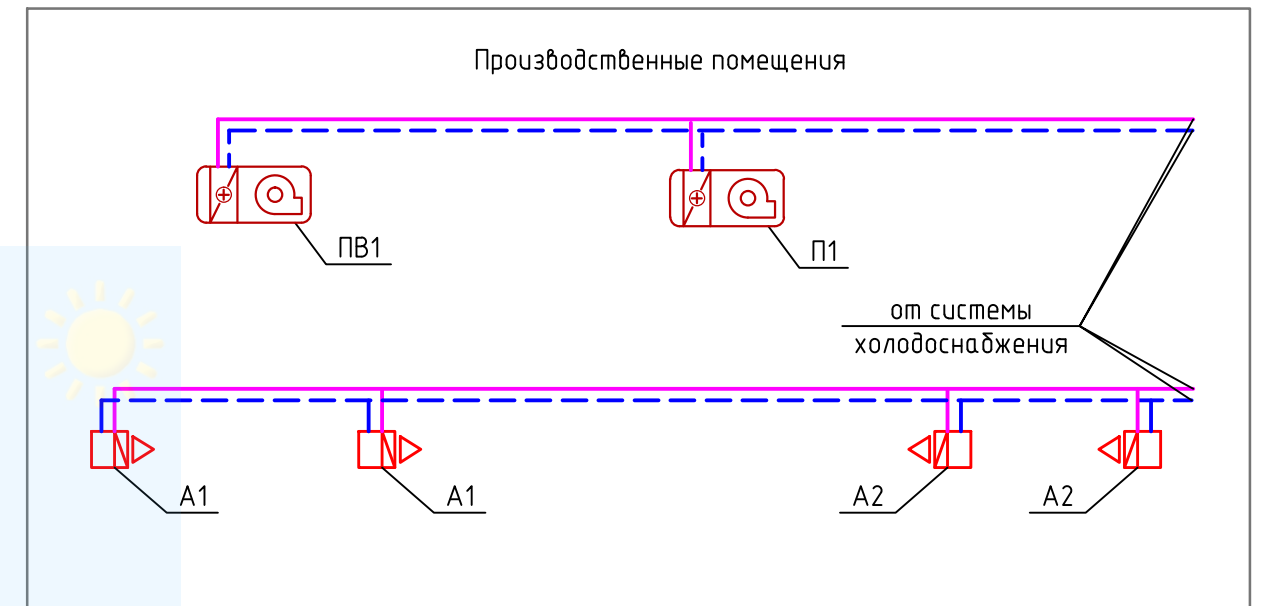 Производственные помещения
ПВ1
П1
от системы
холодоснабжения
А1
А1
А2
А2